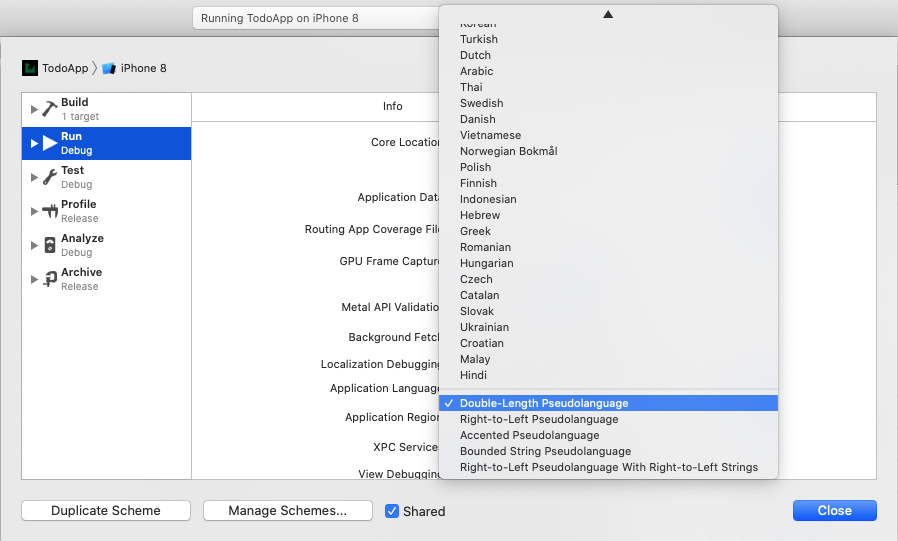 Running TodoApp on iPhone 8
TodoApp
iPhone 8
Build
1 target
Run
Debug
Test
Debug
Profile
Release
Analyze
Debug
Archive
Release
Info
Core Location
Application Data
Routing App Coverage File
GPU Frame Capture
Metal API Validation
Background Fetch
Localization Debugging
Application Language
Application Region
XPC Services
View Debugging
Korean
Turkish
Dutch
Arabic
Thai
Swedish
Danish
Vietnamese
Norwegian Bokmål
Polish
Finnish
Indonesian
Hebrew
Greek
Romanian
Hungarian
Czech
Catalan
Slovak
Ukrainian
Croatian
Malay
Hindi
Double-Length Pseudolanguage
Right-to-Left Pseudolanguage
Accented Pseudolanguage
Bounded String Pseudolanguage
Right-to-Left Pseudolanguage With Right-to-Left Strings
Duplicate Scheme
Manage Schemes...
Shared
Close